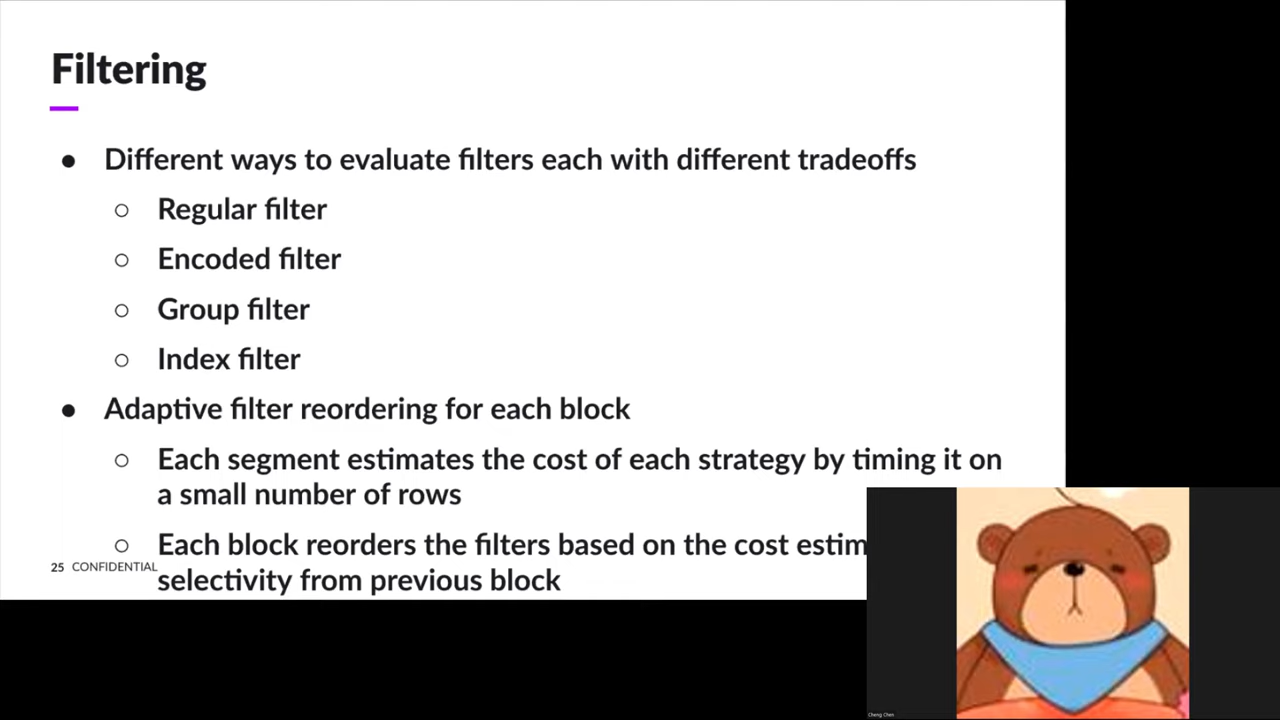 Filtering
● Different ways to evaluate filters each with different tradeoffs
○ Regular filter
○ Encoded filter
○ Group filter
○ Index filter
● Adaptive filter reordering for each block
○ Each segment estimates the cost of each strategy by timing it on
a small number of rows
○ Each block reorders the filters based on the cost estim
selectivity from previous block
25 CONFIDENTIAL
Cheng Chen